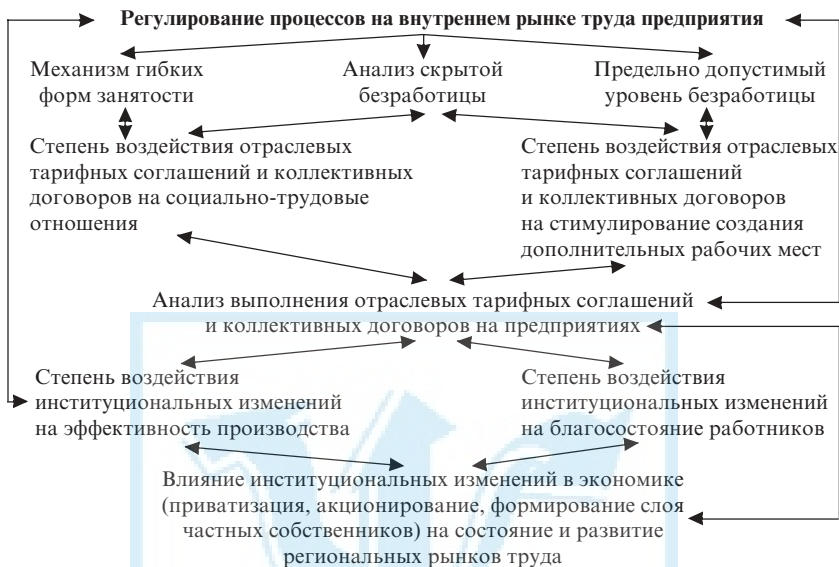 Регулирование процессов на внутреннем рынке труда предприятия
Механизм гибких
форм занятости
Анализ скрытой
безработицы
Предельно допустимый
уровень безработицы
Степень воздействия отраслевых
тарифных соглашений и коллективных
договоров на социально-трудовые
отношения
Степень воздействия отраслевых
тарифных соглашений
и коллективных договоров
на стимулирование создания
дополнительных рабочих мест
Анализ выполнения отраслевых тарифных соглашений
и коллективных договоров на предприятиях
Степень воздействия
институциональных изменений
на эффективность производства
Степень воздействия
институциональных изменений
на благосостояние работников
Влияние институциональных изменений в экономике
(приватизация, акционирование, формирование слоя
частных собственников) на состояние и развитие
региональных рынков труда